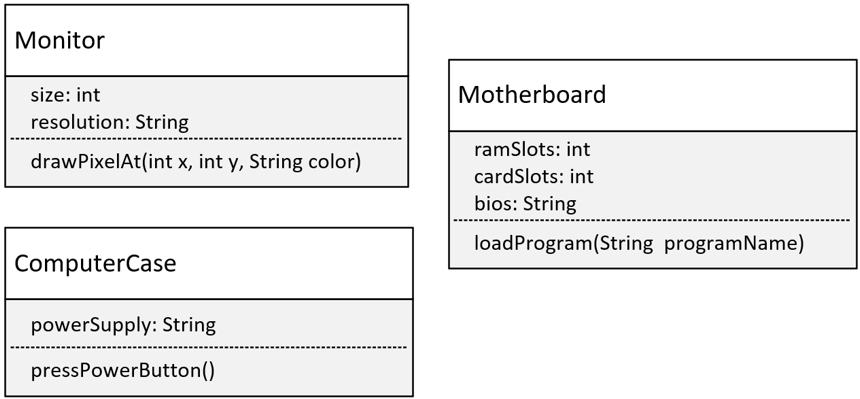 Monitor
size: int
resolution: String
drawPixelAt(int x, int y, String color)
Motherboard
ramSlots: int
cardSlots: int
bios: String
loadProgram(String programName)
ComputerCase
powerSupply: String
pressPowerButton()